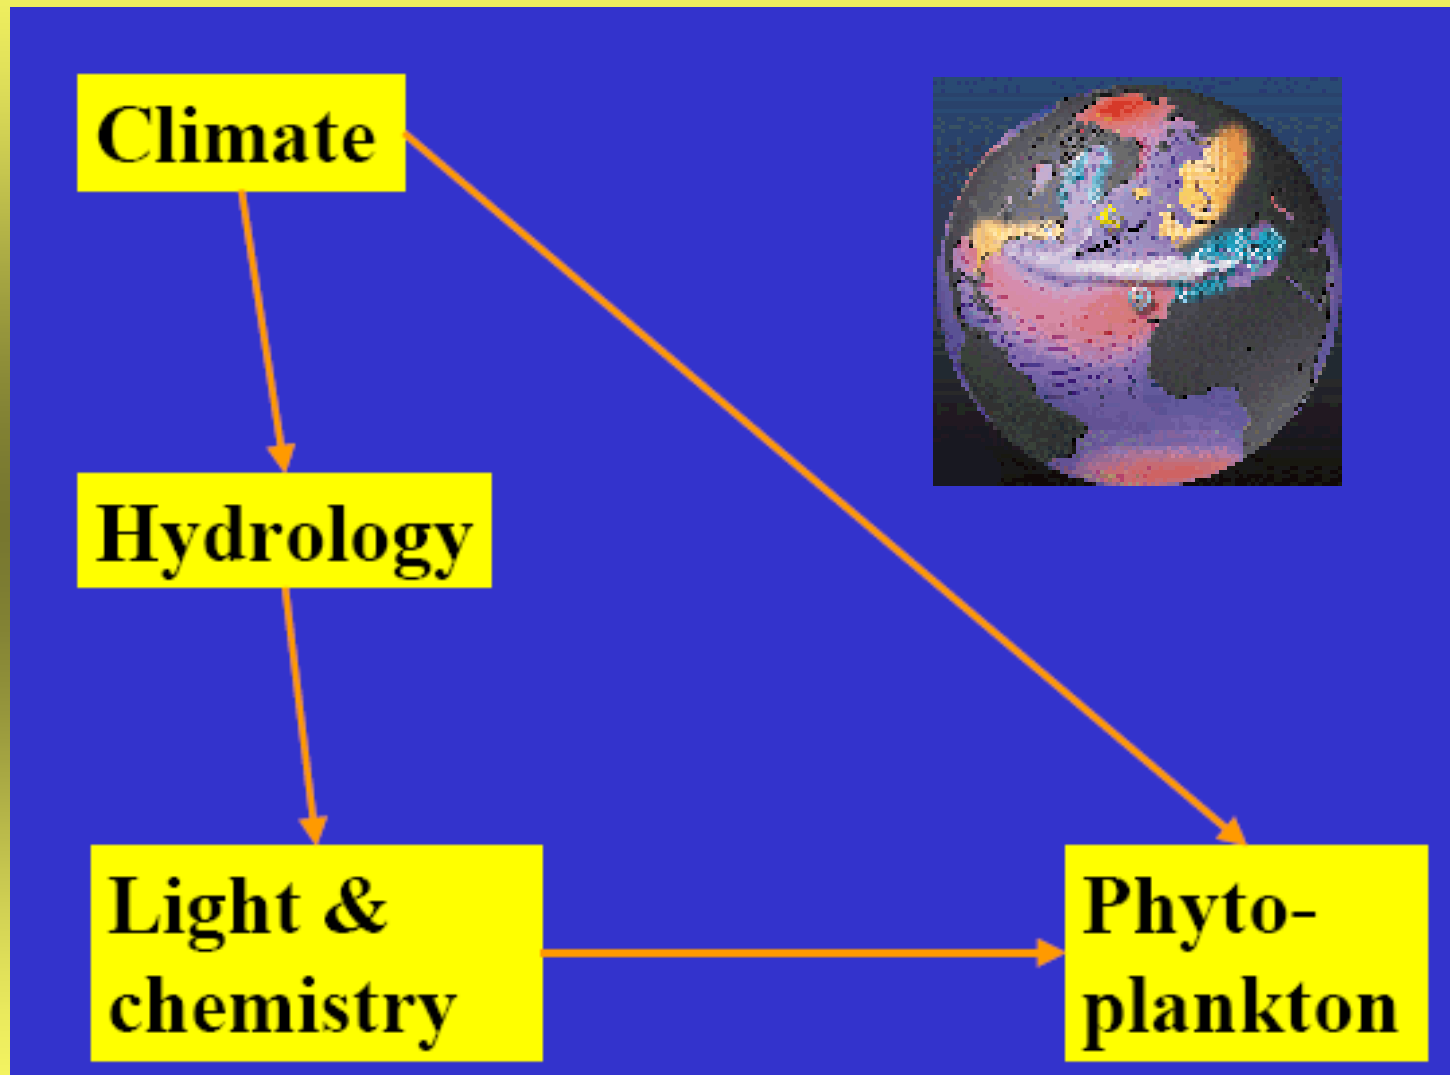 Climate
Hydrology
Light &
chemistry
Phyto-
plankton